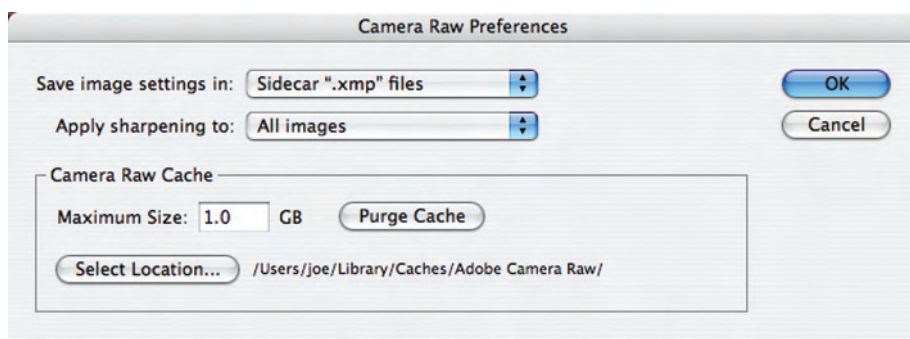 Camera Raw Preferences
Save image settings in: Sidecar “.xmp” files
OK
Apply sharpening to: All images
Cancel
Camera Raw Cache
Maximum Size: 1.0 GB Purge Cache
Select Location... /Users/joe/Library/Caches/Adobe Camera Raw/